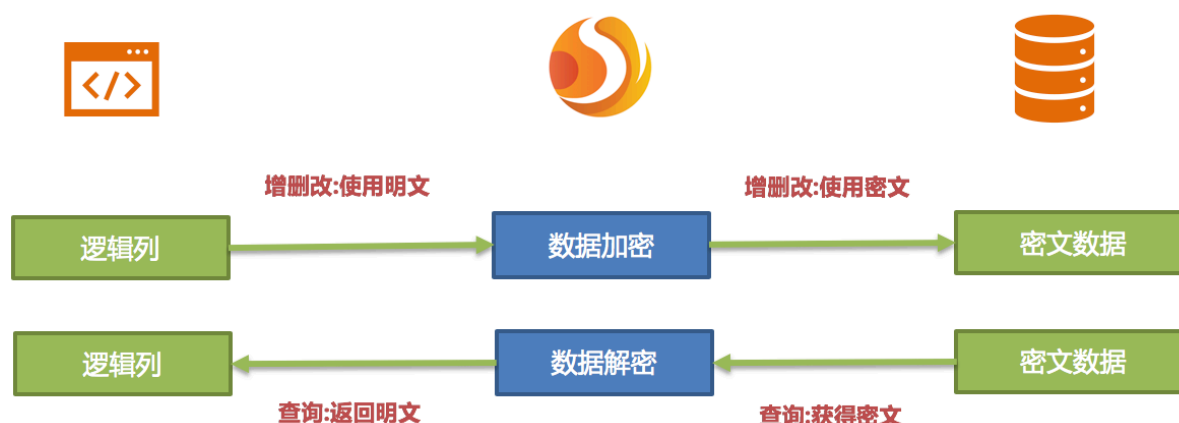 </>
增删改:使用明文
增删改:使用密文
逻辑列
数据加密
密文数据
逻辑列
数据解密
密文数据
查询:返回明文
查询:获得密文